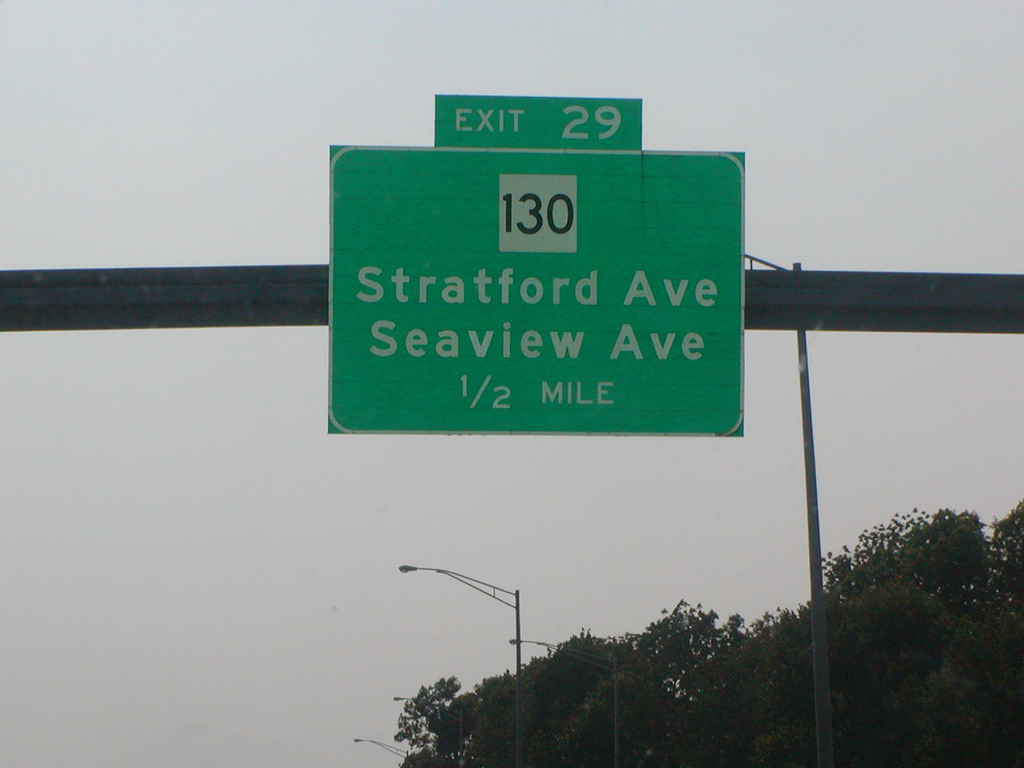 EXIT 29
130
Stratford Ave
Seaview Ave
1/2 MILE